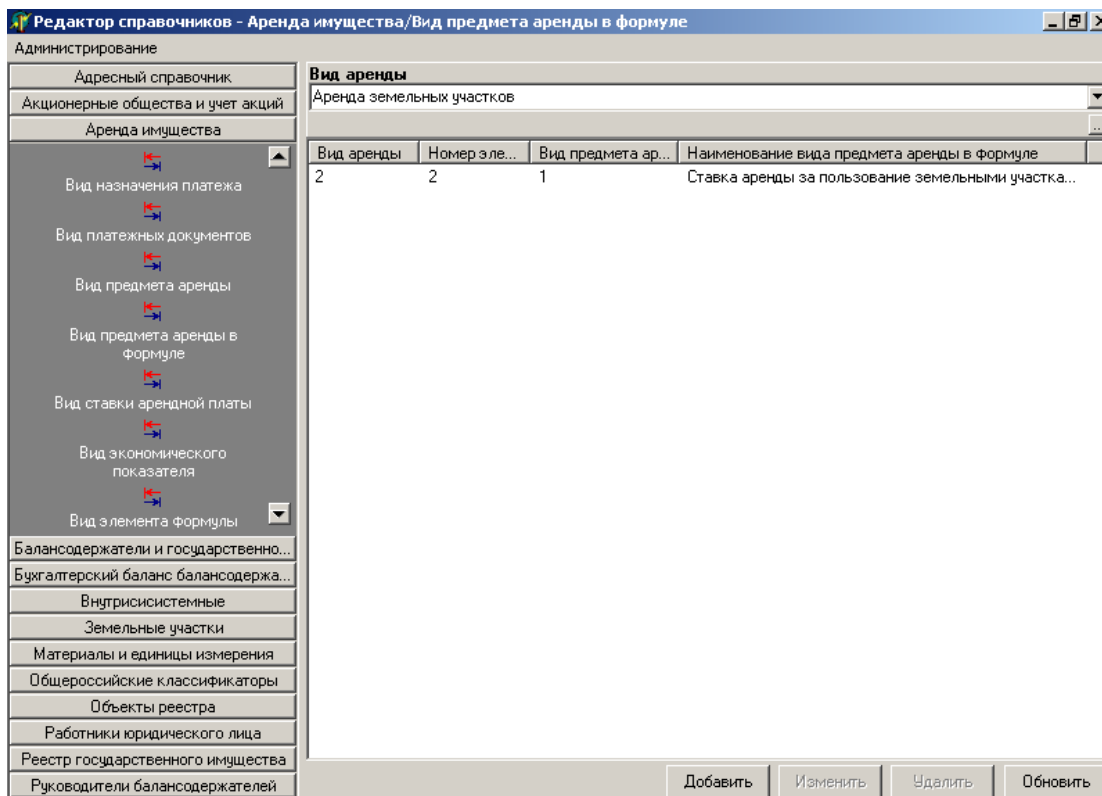 Редактор справочников - Аренда имущества/Вид предмета аренды в формуле
Администрирование
Адресный справочник
Акционерные общества и учет акций
Аренда имущества
Вид назначения платежа
Вид платежных документов
Вид предмета аренды
Вид предмета аренды в
формуле
Вид ставки арендной платы
Вид экономического
показателя
Вид элемента формулы
Балансодержатели и государственно...
Бухгалтерский баланс балансодержа...
Внутрисисистемные
Земельные участки
Материалы и единицы измерения
Общероссийские классификаторы
Объекты реестра
Работники юридического лица
Реестр государственного имущества
Руководители балансодержателей
Вид аренды
Аренда земельных участков
...
Вид аренды Номер эле... Вид предмета ар... Наименование вида предмета аренды в формуле
2 2 1 Ставка аренды за пользование земельными участка...
Добавить Изменить Удалить Обновить